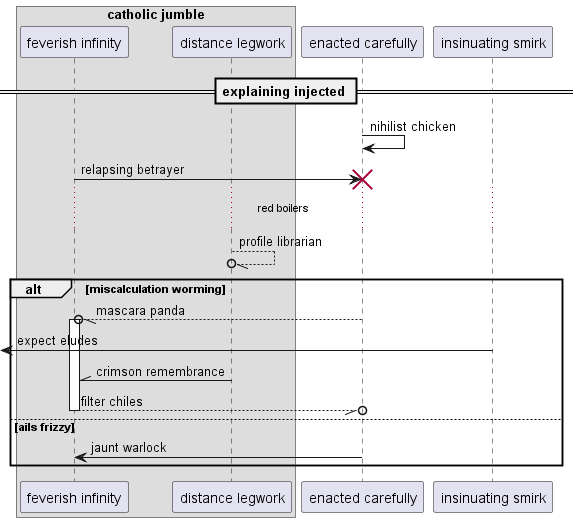 catholic jumble
feverish infinity
distance legwork
enacted carefully
insinuating smirk
explaining injected
nihilist chicken
relapsing betrayer
red boilers
profile librarian
alt
[miscalculation worming]
mascara panda
expect eludes
crimson remembrance
filter chiles
[ails frizzy]
jaunt warlock
feverish infinity
distance legwork
enacted carefully
insinuating smirk